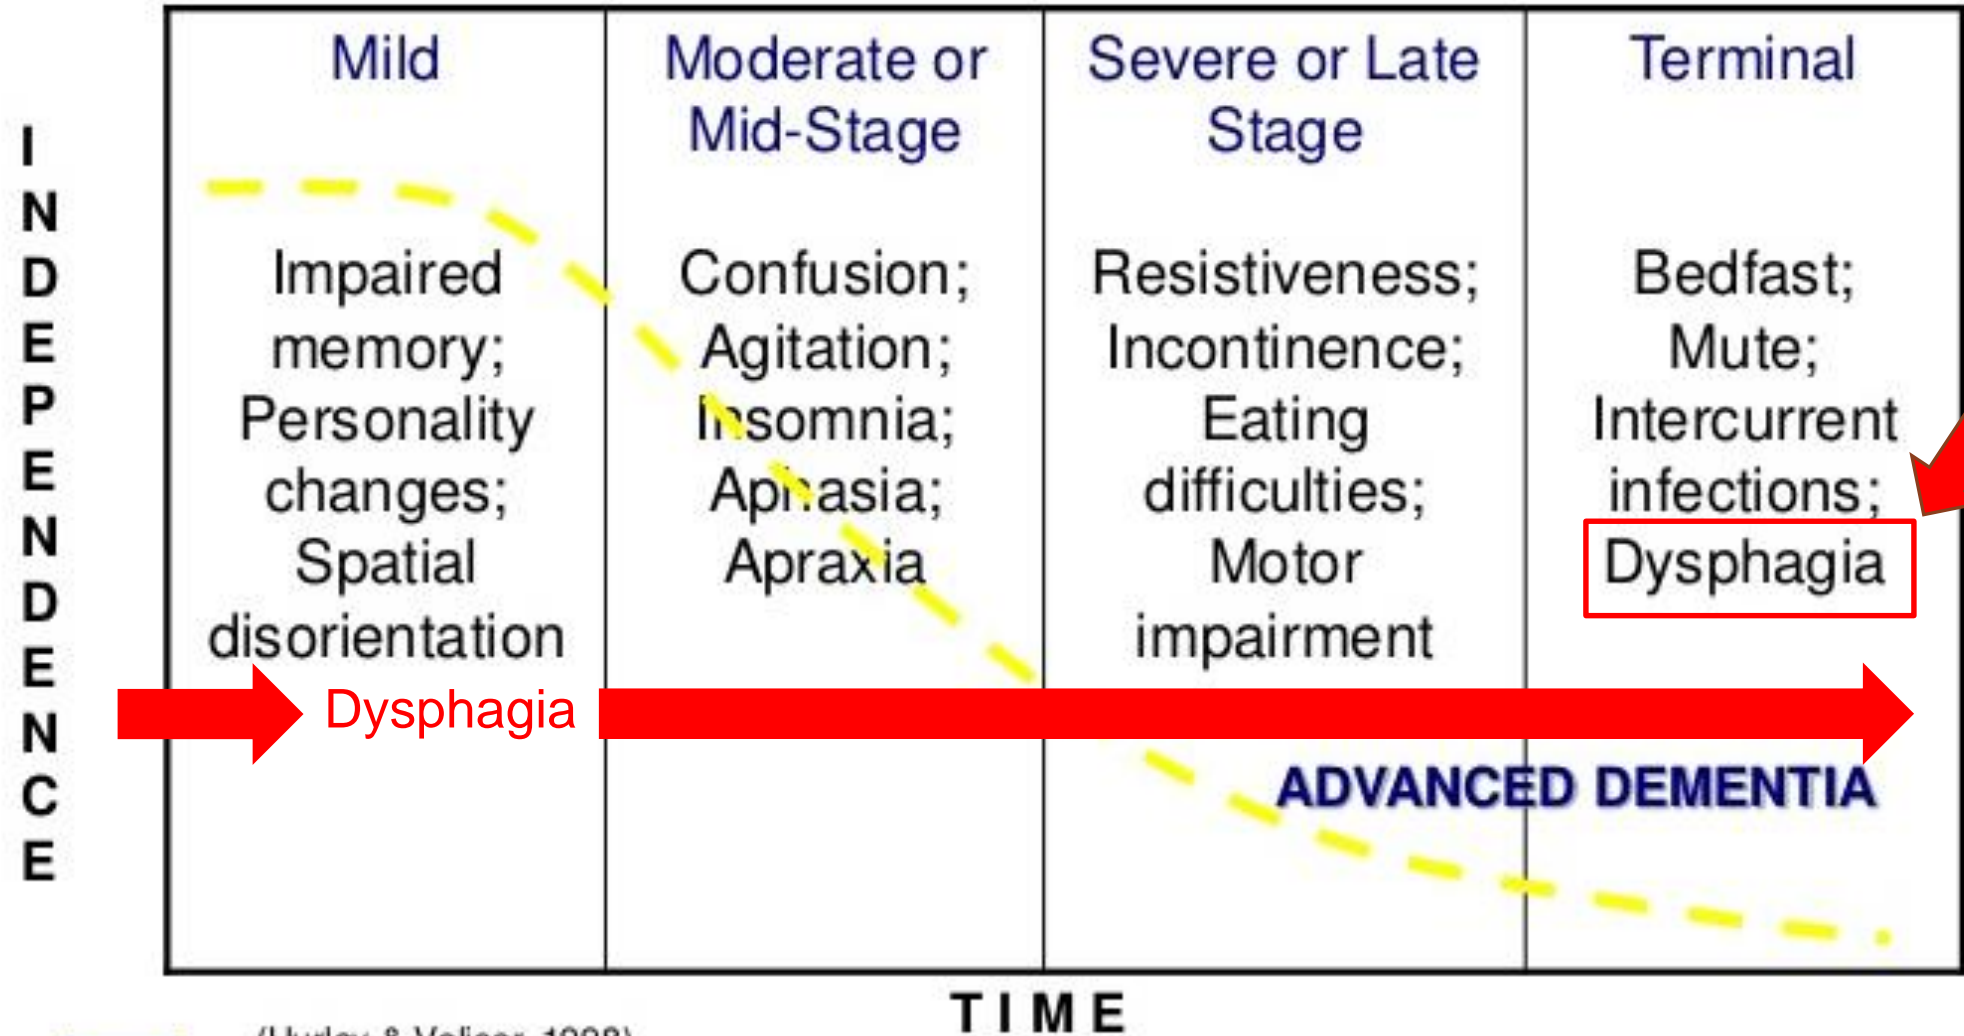 INDEPENDENCE
Mild
Impaired
memory;
Personality
changes;
Spatial
disorientation
Dysphagia
Moderate or
Mid-Stage
Confusion;
Agitation;
Insomnia;
Aphasia;
Apraxia
Severe or Late
Stage
Resistiveness;
Incontinence;
Eating
difficulties;
Motor
impairment
Terminal
Bedfast;
Mute;
Intercurrent
infections;
Dysphagia
ADVANCED DEMENTIA
TIME